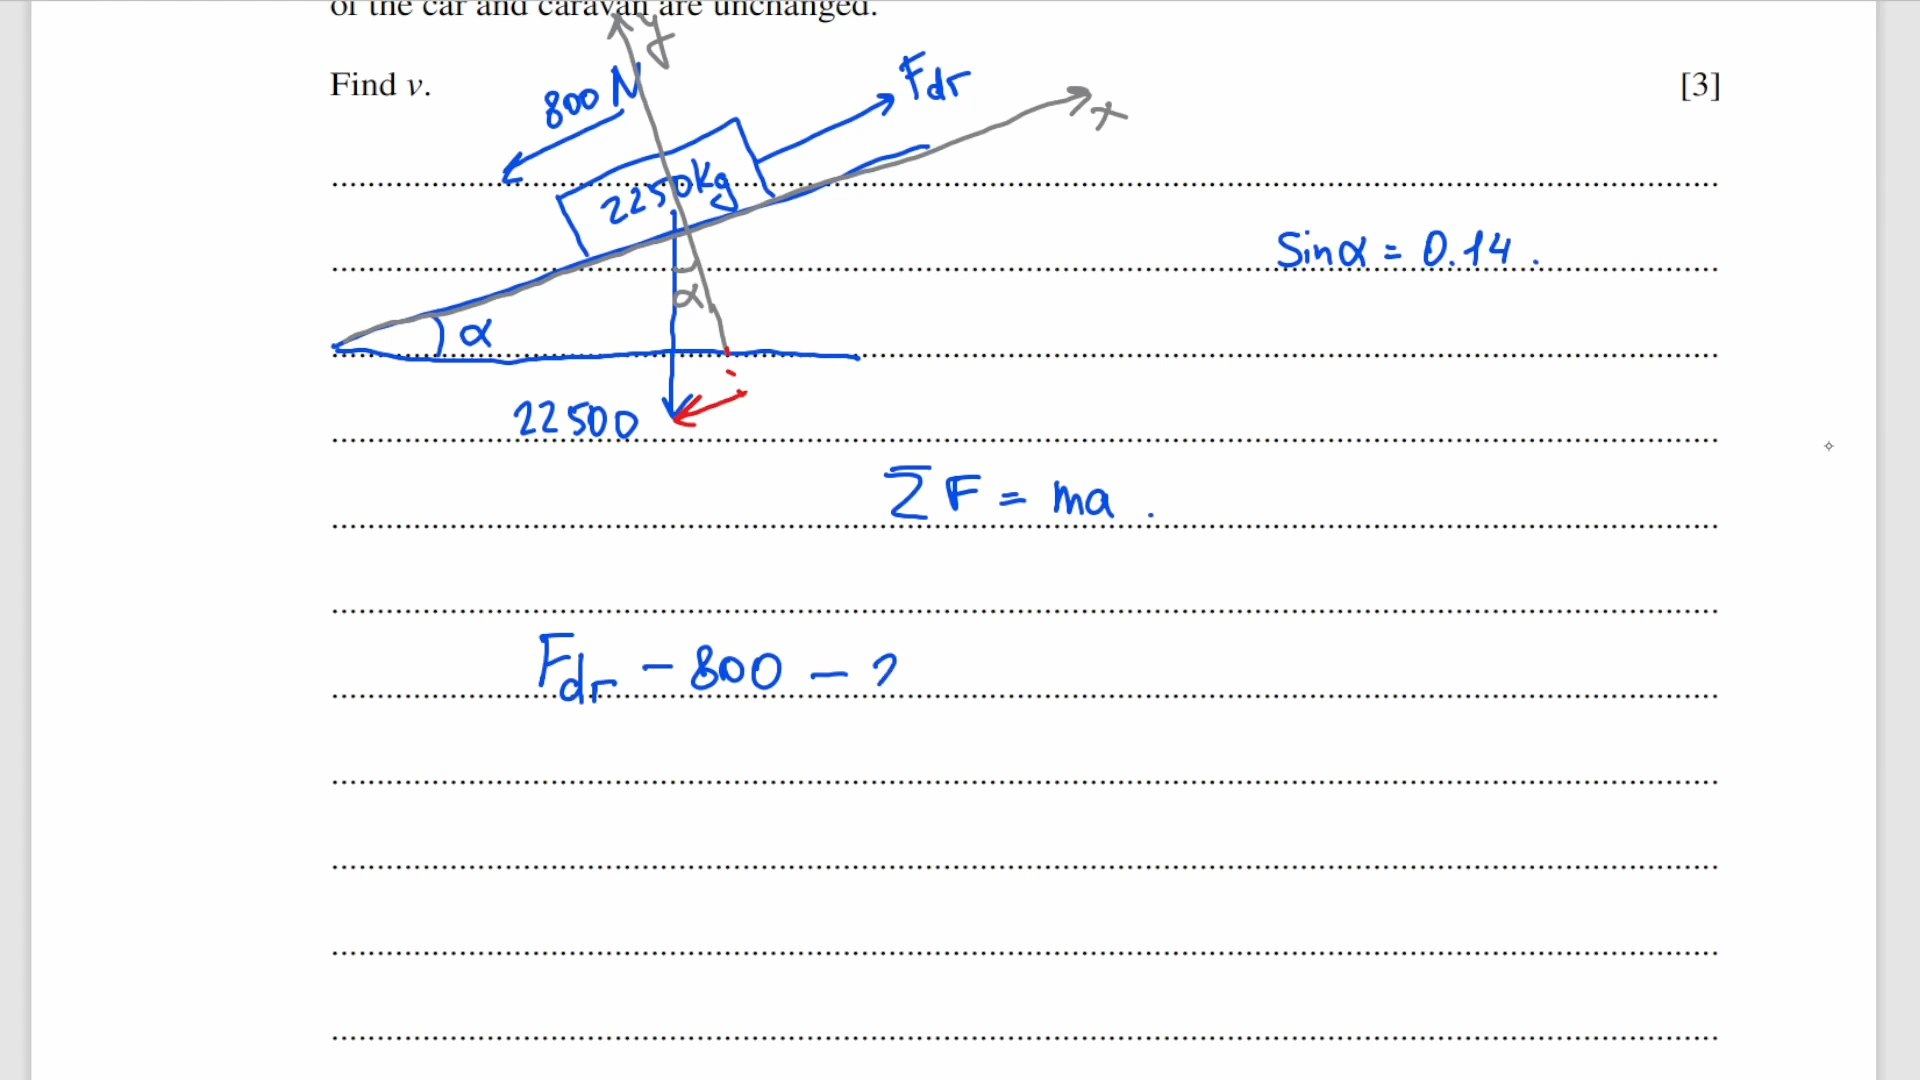 of the car and caravan are unchanged.
y
Find v.
[3]
800 N
Fdr
x
2250kg
Sinα = 0.14 .
α
α
22500
ΣF = ma .
Fdr - 800 - 2